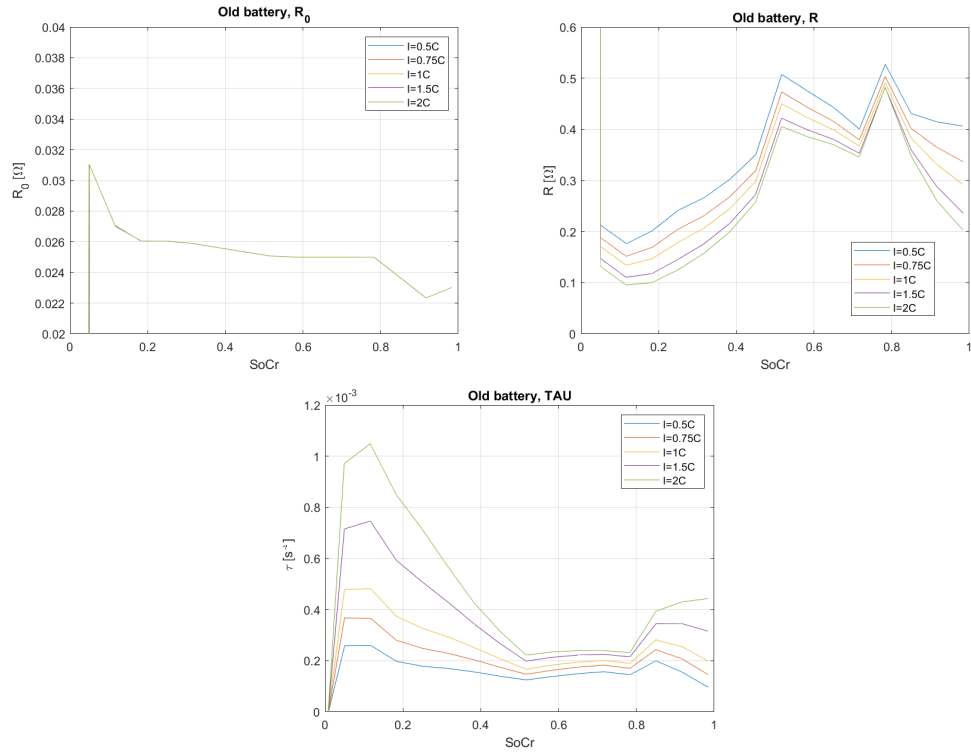 Old battery, R0
R0 [Ω]
0.04
0.038
0.036
0.034
0.032
0.03
0.028
0.026
0.024
0.022
0.02
0
0.2
0.4
0.6
0.8
1
SoCr
I=0.5C
I=0.75C
I=1C
I=1.5C
I=2C
Old battery, R
R [Ω]
0.6
0.5
0.4
0.3
0.2
0.1
0
0
0.2
0.4
0.6
0.8
1
SoCr
I=0.5C
I=0.75C
I=1C
I=1.5C
I=2C
Old battery, TAU
×10⁻³
τ [s⁻¹]
1.2
1
0.8
0.6
0.4
0.2
0
0
0.2
0.4
0.6
0.8
1
SoCr
I=0.5C
I=0.75C
I=1C
I=1.5C
I=2C